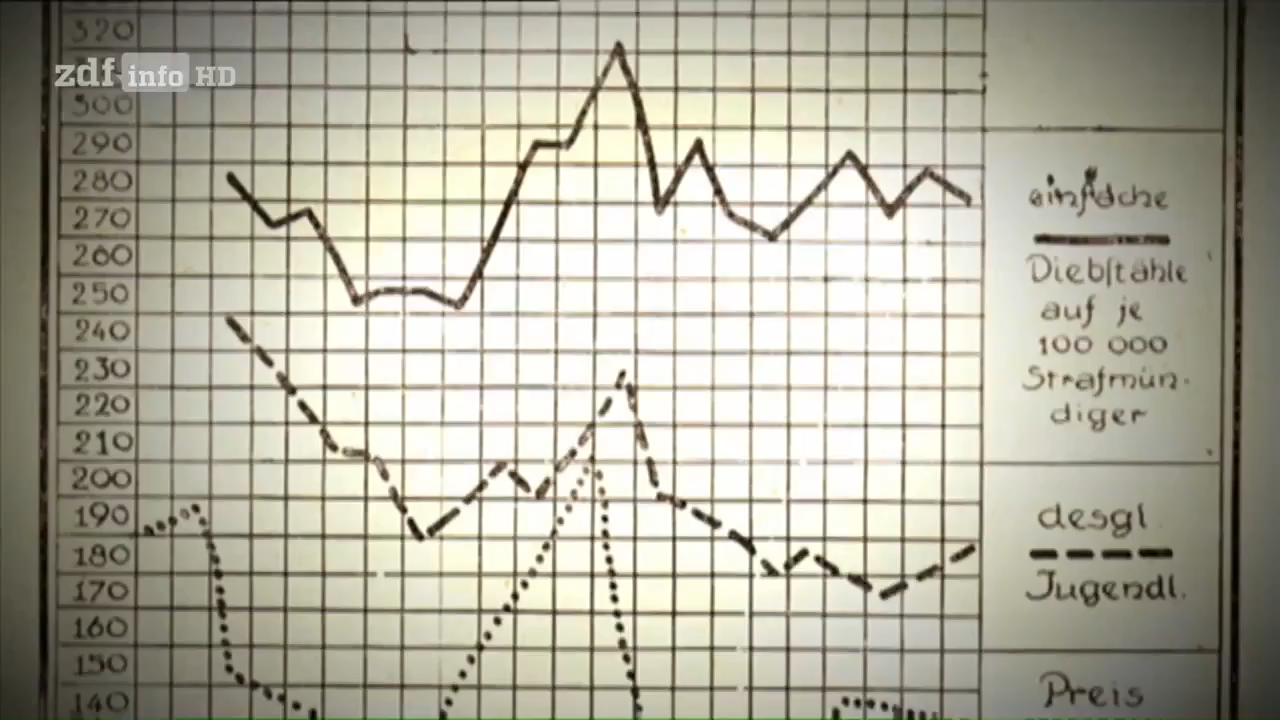 320
zdf info HD
300
290
280
270
260
250
240
230
220
210
200
190
180
170
160
150
140
einfache
Diebſtähle
auf je
100 000
Strafmün-
diger
desgl.
Jugendl.
Preis